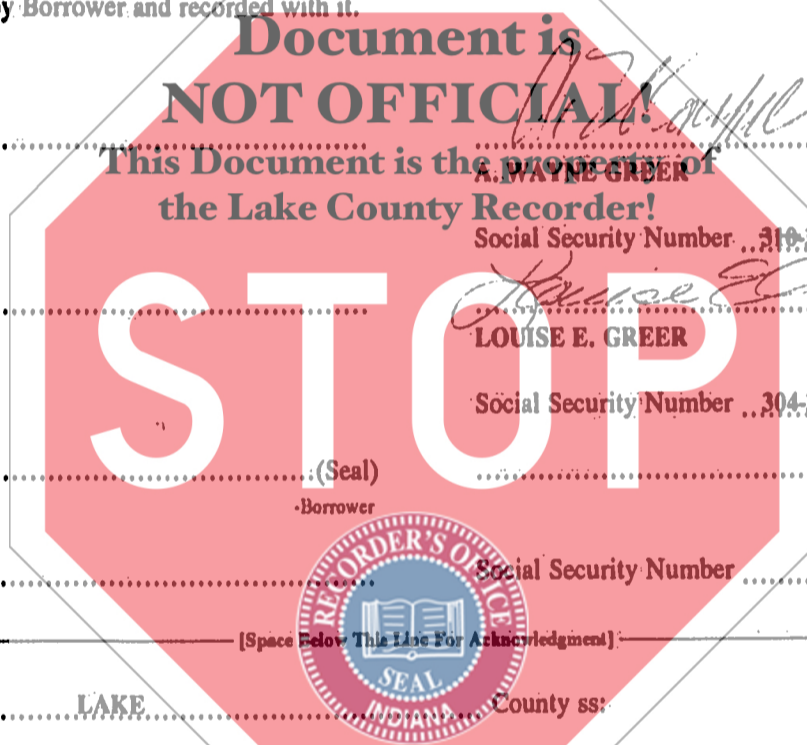 y Borrower and recorded with it.
Document is
NOT OFFICIAL!
This Document is the property of
the Lake County Recorder!
A. WAYNE GREER
Social Security Number 310-
LOUISE E. GREER
Social Security Number 304-
STOP
(Seal)
-Borrower
RECORDER'S OFFICE
Social Security Number
[Space Below This Line For Acknowledgment]
SEAL
LAKE County ss:
INDIANA